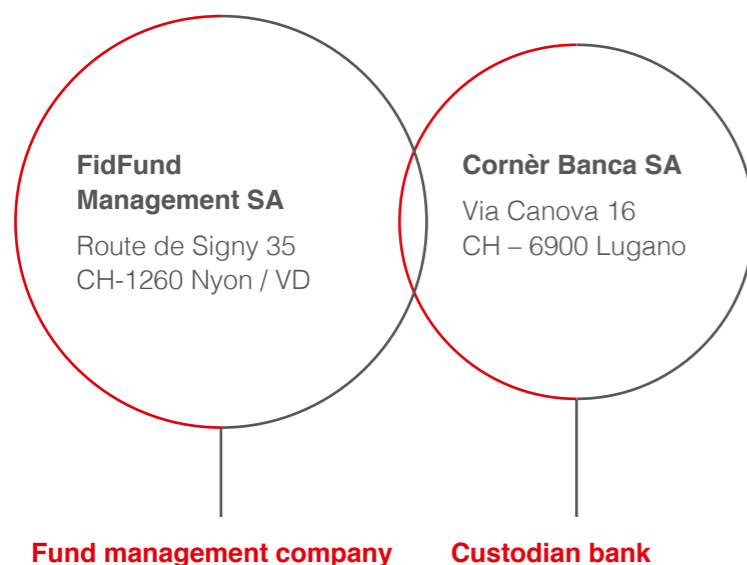 FidFund
Management SA
Route de Signy 35
CH-1260 Nyon / VD
Fund management company
Cornèr Banca SA
Via Canova 16
CH – 6900 Lugano
Custodian bank